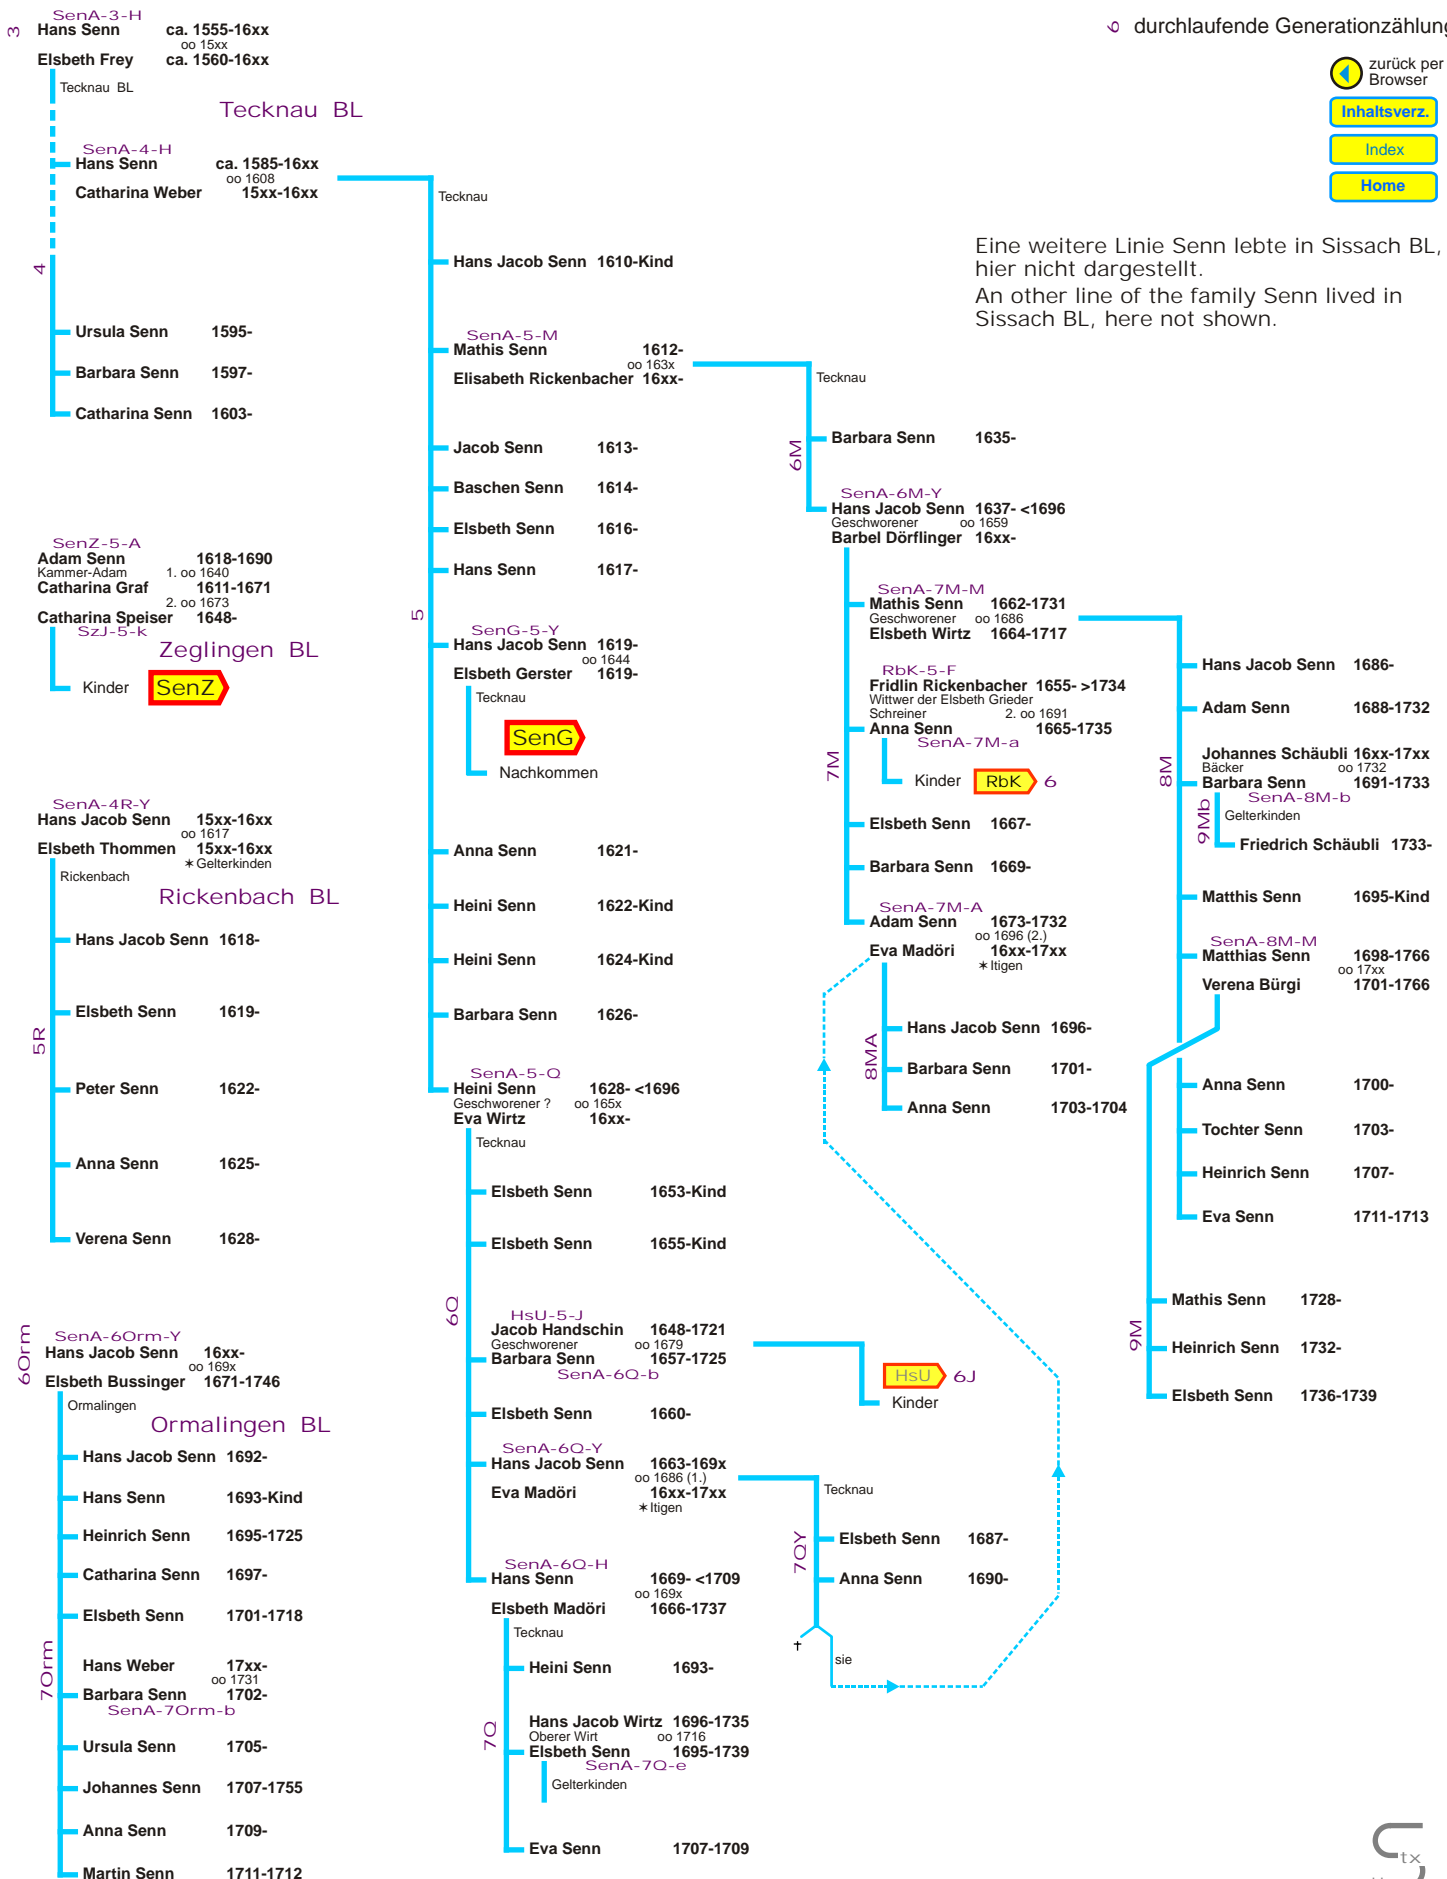 SenA-3-H
3
Hans Senn ca. 1555-16xx
oo 15xx
Elsbeth Frey ca. 1560-16xx
Tecknau BL
Tecknau BL
6 durchlaufende Generationzählung
zurück per
Browser
Inhaltsverz.
Index
Home
Eine weitere Linie Senn lebte in Sissach BL,
hier nicht dargestellt.
An other line of the family Senn lived in
Sissach BL, here not shown.
SenA-4-H
Hans Senn ca. 1585-16xx
oo 1608
Catharina Weber 15xx-16xx
4
Ursula Senn 1595-
Barbara Senn 1597-
Catharina Senn 1603-
SenZ-5-A
Adam Senn 1618-1690
Kammer-Adam 1. oo 1640
Catharina Graf 1611-1671
2. oo 1673
Catharina Speiser 1648-
SzJ-5-k
Zeglingen BL
Kinder SenZ
SenA-4R-Y
Hans Jacob Senn 15xx-16xx
oo 1617
Elsbeth Thommen 15xx-16xx
✶Gelterkinden
Rickenbach
Rickenbach BL
5R
Hans Jacob Senn 1618-
Elsbeth Senn 1619-
Peter Senn 1622-
Anna Senn 1625-
Verena Senn 1628-
6Orm
SenA-6Orm-Y
Hans Jacob Senn 16xx-
oo 169x
Elsbeth Bussinger 1671-1746
Ormalingen
Ormalingen BL
7Orm
Hans Jacob Senn 1692-
Hans Senn 1693-Kind
Heinrich Senn 1695-1725
Catharina Senn 1697-
Elsbeth Senn 1701-1718
Hans Weber 17xx-
oo 1731
Barbara Senn 1702-
SenA-7Orm-b
Ursula Senn 1705-
Johannes Senn 1707-1755
Anna Senn 1709-
Martin Senn 1711-1712
Tecknau
5
Hans Jacob Senn 1610-Kind
SenA-5-M
Mathis Senn 1612-
oo 163x
Elisabeth Rickenbacher 16xx-
Jacob Senn 1613-
Baschen Senn 1614-
Elsbeth Senn 1616-
Hans Senn 1617-
SenG-5-Y
Hans Jacob Senn 1619-
oo 1644
Elsbeth Gerster 1619-
Tecknau
SenG
Nachkommen
Anna Senn 1621-
Heini Senn 1622-Kind
Heini Senn 1624-Kind
Barbara Senn 1626-
SenA-5-Q
Heini Senn 1628- <1696
Geschworener ? oo 165x
Eva Wirtz 16xx-
Tecknau
6Q
Elsbeth Senn 1653-Kind
Elsbeth Senn 1655-Kind
HsU-5-J
Jacob Handschin 1648-1721
Geschworener oo 1679
Barbara Senn 1657-1725
SenA-6Q-b
HsU 6J
Kinder
Elsbeth Senn 1660-
SenA-6Q-Y
Hans Jacob Senn 1663-169x
oo 1686 (1.)
Eva Madöri 16xx-17xx
✶Itigen
SenA-6Q-H
Hans Senn 1669- <1709
oo 169x
Elsbeth Madöri 1666-1737
Tecknau
7Q
Heini Senn 1693-
Hans Jacob Wirtz 1696-1735
Oberer Wirt oo 1716
Elsbeth Senn 1695-1739
SenA-7Q-e
Gelterkinden
Eva Senn 1707-1709
Tecknau
7QY
Elsbeth Senn 1687-
Anna Senn 1690-
†
sie
Tecknau
6M
Barbara Senn 1635-
SenA-6M-Y
Hans Jacob Senn 1637- <1696
Geschworener oo 1659
Barbel Dörflinger 16xx-
7M
SenA-7M-M
Mathis Senn 1662-1731
Geschworener oo 1686
Elsbeth Wirtz 1664-1717
RbK-5-F
Fridlin Rickenbacher 1655- >1734
Wittwer der Elsbeth Grieder
Schreiner 2. oo 1691
Anna Senn 1665-1735
SenA-7M-a
Kinder RbK 6
Elsbeth Senn 1667-
Barbara Senn 1669-
SenA-7M-A
Adam Senn 1673-1732
oo 1696 (2.)
Eva Madöri 16xx-17xx
✶Itigen
8MA
Hans Jacob Senn 1696-
Barbara Senn 1701-
Anna Senn 1703-1704
8M
Hans Jacob Senn 1686-
Adam Senn 1688-1732
Johannes Schäubli 16xx-17xx
Bäcker oo 1732
Barbara Senn 1691-1733
SenA-8M-b
9Mb
Gelterkinden
Friedrich Schäubli 1733-
Matthis Senn 1695-Kind
SenA-8M-M
Matthias Senn 1698-1766
oo 17xx
Verena Bürgi 1701-1766
Anna Senn 1700-
Tochter Senn 1703-
Heinrich Senn 1707-
Eva Senn 1711-1713
9M
Mathis Senn 1728-
Heinrich Senn 1732-
Elsbeth Senn 1736-1739
tx